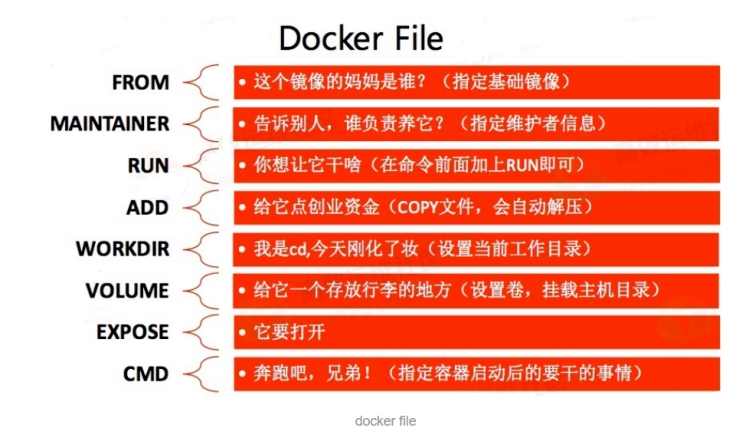 Docker File
FROM • 这个镜像的妈妈是谁？（指定基础镜像）
MAINTAINER • 告诉别人，谁负责养它？（指定维护者信息）
RUN • 你想让它干啥（在命令前面加上RUN即可）
ADD • 给它点创业资金（COPY文件，会自动解压）
WORKDIR • 我是cd,今天刚化了妆（设置当前工作目录）
VOLUME • 给它一个存放行李的地方（设置卷，挂载主机目录）
EXPOSE • 它要打开
CMD • 奔跑吧，兄弟！（指定容器启动后的要干的事情）
docker file